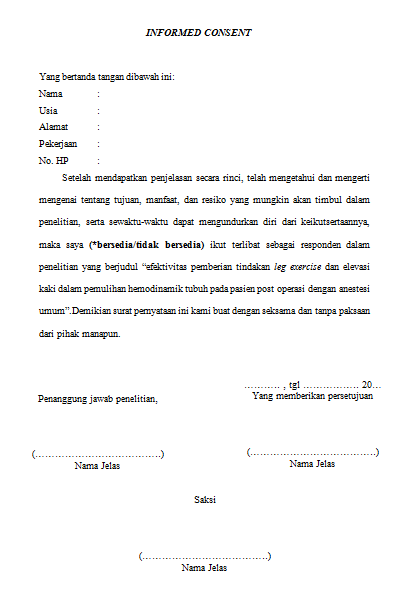 INFORMED CONSENT
Yang bertanda tangan dibawah ini:
Nama :
Usia :
Alamat :
Pekerjaan :
No. HP :
Setelah mendapatkan penjelasan secara rinci, telah mengetahui dan mengerti
mengenai tentang tujuan, manfaat, dan resiko yang mungkin akan timbul dalam
penelitian, serta sewaktu-waktu dapat mengundurkan diri dari keikutsertaannya,
maka saya (*bersedia/tidak bersedia) ikut terlibat sebagai responden dalam
penelitian yang berjudul “efektivitas pemberian tindakan leg exercise dan elevasi
kaki dalam pemulihan hemodinamik tubuh pada pasien post operasi dengan anestesi
umum”.Demikian surat pernyataan ini kami buat dengan seksama dan tanpa paksaan
dari pihak manapun.
……….. , tgl …………….. 20…
Penanggung jawab penelitian,
Yang memberikan persetujuan
(………………………………..)
(………………………………..)
Nama Jelas
Nama Jelas
Saksi
(………………………………..)
Nama Jelas